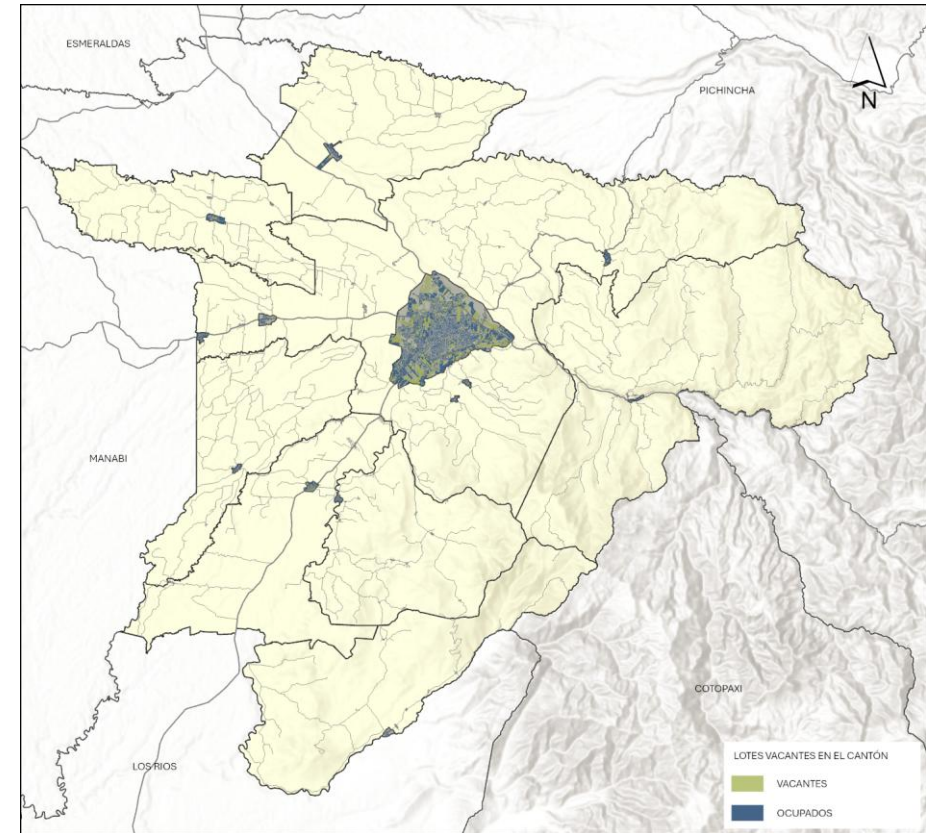 ESMERALDAS
PICHINCHA
N
MANABI
COTOPAXI
LOS RIOS
LOTES VACANTES EN EL CANTÓN
VACANTES
OCUPADOS